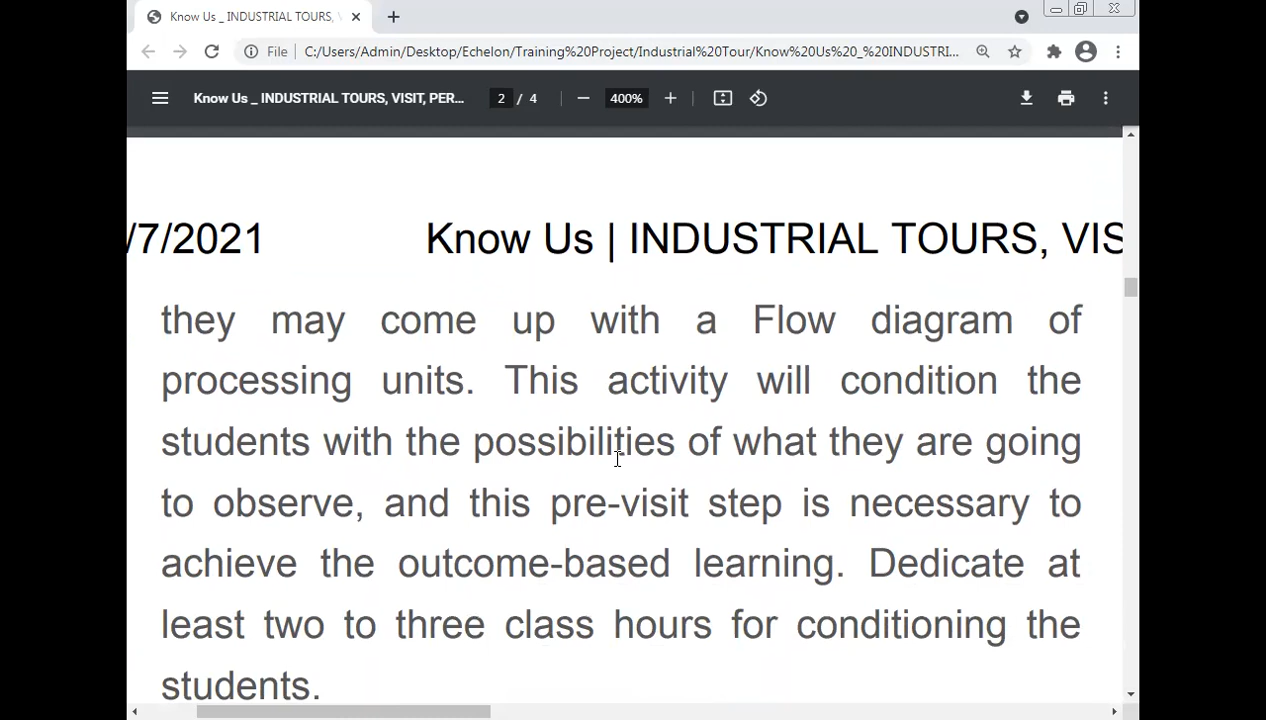 Know Us _ INDUSTRIAL TOURS, VISIT,
File C:/Users/Admin/Desktop/Echelon/Training%20Project/Industrial%20Tour/Know%20Us%20_%20INDUSTRI...
Know Us _ INDUSTRIAL TOURS, VISIT, PER... 2 / 4 400%
/7/2021 Know Us | INDUSTRIAL TOURS, VIS
they may come up with a Flow diagram of
processing units. This activity will condition the
students with the possibilities of what they are going
to observe, and this pre-visit step is necessary to
achieve the outcome-based learning. Dedicate at
least two to three class hours for conditioning the
students.